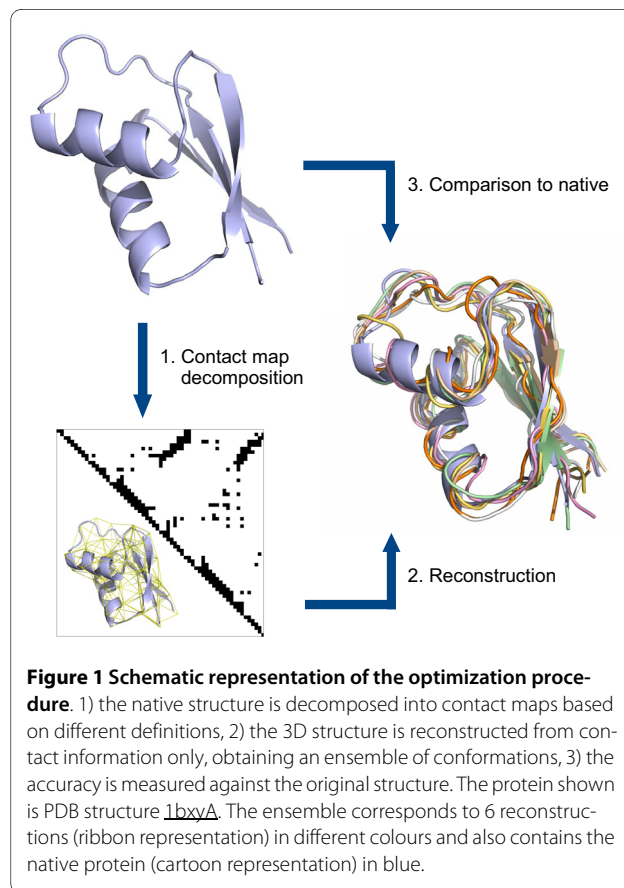 3. Comparison to native
1. Contact map
decomposition
2. Reconstruction
Figure 1 Schematic representation of the optimization proce-
dure. 1) the native structure is decomposed into contact maps based
on different definitions, 2) the 3D structure is reconstructed from con-
tact information only, obtaining an ensemble of conformations, 3) the
accuracy is measured against the original structure. The protein shown
is PDB structure 1bxyA. The ensemble corresponds to 6 reconstruc-
tions (ribbon representation) in different colours and also contains the
native protein (cartoon representation) in blue.